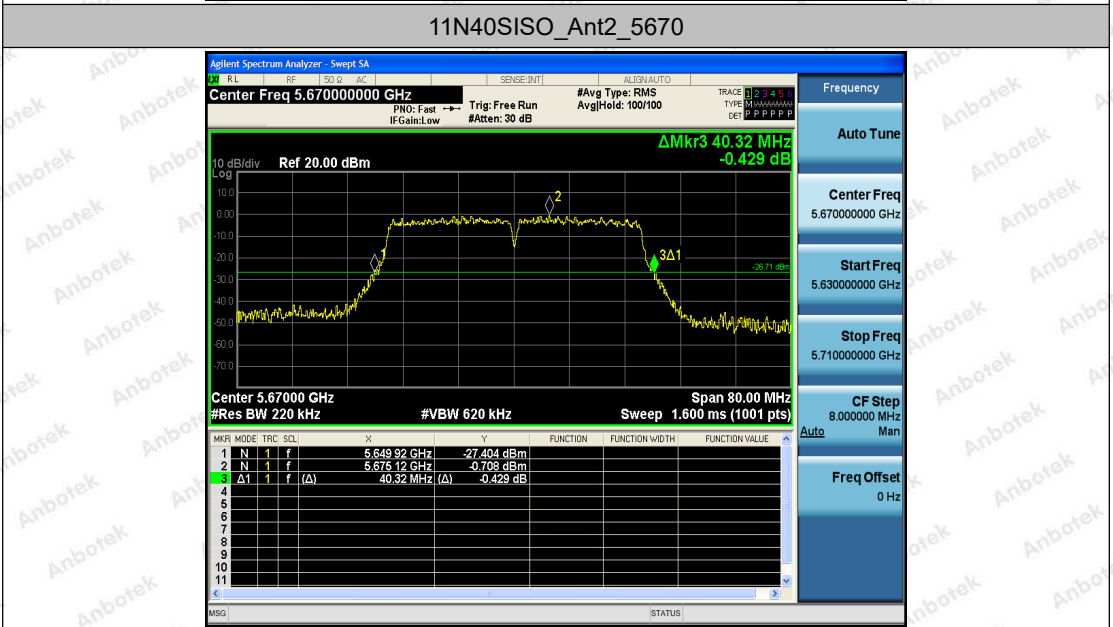 11N40SISO_Ant2_5670
Agilent Spectrum Analyzer - Swept SA
LXI RL RF 50 Ω AC SENSE:INT ALIGNAUTO
Center Freq 5.670000000 GHz
PNO: Fast
IFGain:Low
Trig: Free Run
#Atten: 30 dB
#Avg Type: RMS
Avg|Hold: 100/100
TRACE 1 2 3 4 5 6
TYPE MWWWWW
DET P P P P P P
ΔMkr3 40.32 MHz
-0.429 dB
10 dB/div Ref 20.00 dBm
Log
10.0
0.00
-10.0
-20.0
-30.0
-40.0
-50.0
-60.0
-70.0
1
2
3Δ1
-26.71 dBm
Center 5.67000 GHz Span 80.00 MHz
#Res BW 220 kHz #VBW 620 kHz Sweep 1.600 ms (1001 pts)
MKR MODE TRC SCL X Y FUNCTION FUNCTION WIDTH FUNCTION VALUE
1 N 1 f 5.649 92 GHz -27.404 dBm
2 N 1 f 5.675 12 GHz -0.708 dBm
3 Δ1 1 f (Δ) 40.32 MHz (Δ) -0.429 dB
4
5
6
7
8
9
10
11
MSG STATUS
Frequency
Auto Tune
Center Freq
5.670000000 GHz
Start Freq
5.630000000 GHz
Stop Freq
5.710000000 GHz
CF Step
8.000000 MHz
Auto Man
Freq Offset
0 Hz
Anbotek